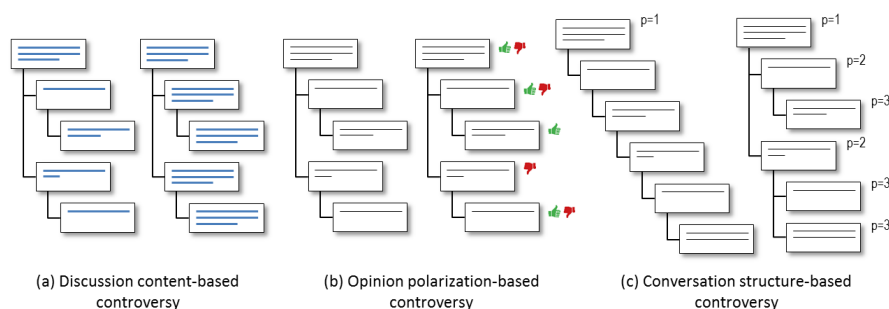 p=1
p=1
p=2
p=3
p=2
p=3
p=3
(a) Discussion content-based
controversy
(b) Opinion polarization-based
controversy
(c) Conversation structure-based
controversy